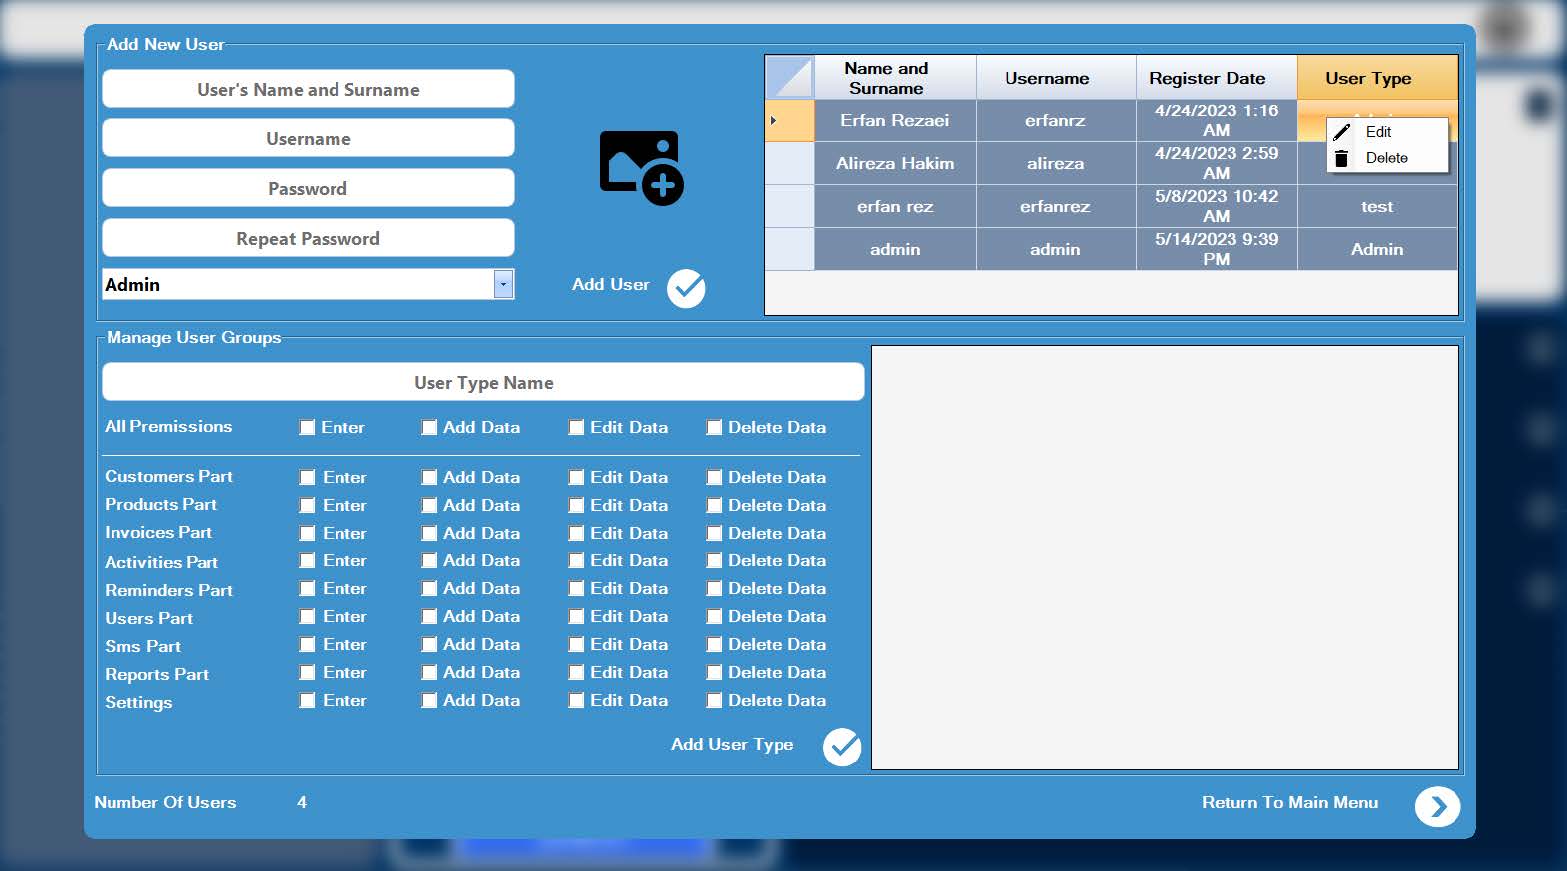 Add New User
User's Name and Surname
Username
Password
Repeat Password
Admin
Add User
Name and Surname Username Register Date User Type
Erfan Rezaei erfanrz 4/24/2023 1:16 AM
Alireza Hakim alireza 4/24/2023 2:59 AM
erfan rez erfanrez 5/8/2023 10:42 AM test
admin admin 5/14/2023 9:39 PM Admin
Edit
Delete
Manage User Groups
User Type Name
All Premissions Enter Add Data Edit Data Delete Data
Customers Part Enter Add Data Edit Data Delete Data
Products Part Enter Add Data Edit Data Delete Data
Invoices Part Enter Add Data Edit Data Delete Data
Activities Part Enter Add Data Edit Data Delete Data
Reminders Part Enter Add Data Edit Data Delete Data
Users Part Enter Add Data Edit Data Delete Data
Sms Part Enter Add Data Edit Data Delete Data
Reports Part Enter Add Data Edit Data Delete Data
Settings Enter Add Data Edit Data Delete Data
Add User Type
Number Of Users 4
Return To Main Menu